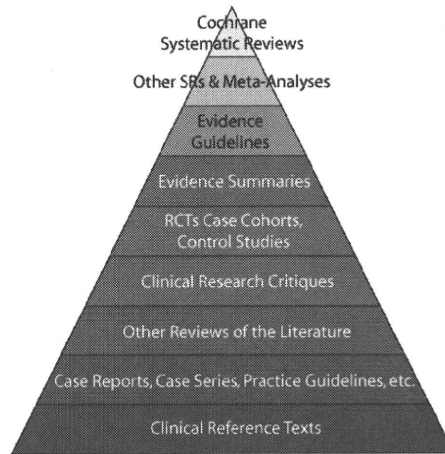 Cochrane
Systematic Reviews
Other SRs & Meta-Analyses
Evidence
Guidelines
Evidence Summaries
RCTs Case Cohorts,
Control Studies
Clinical Research Critiques
Other Reviews of the Literature
Case Reports, Case Series, Practice Guidelines, etc.
Clinical Reference Texts